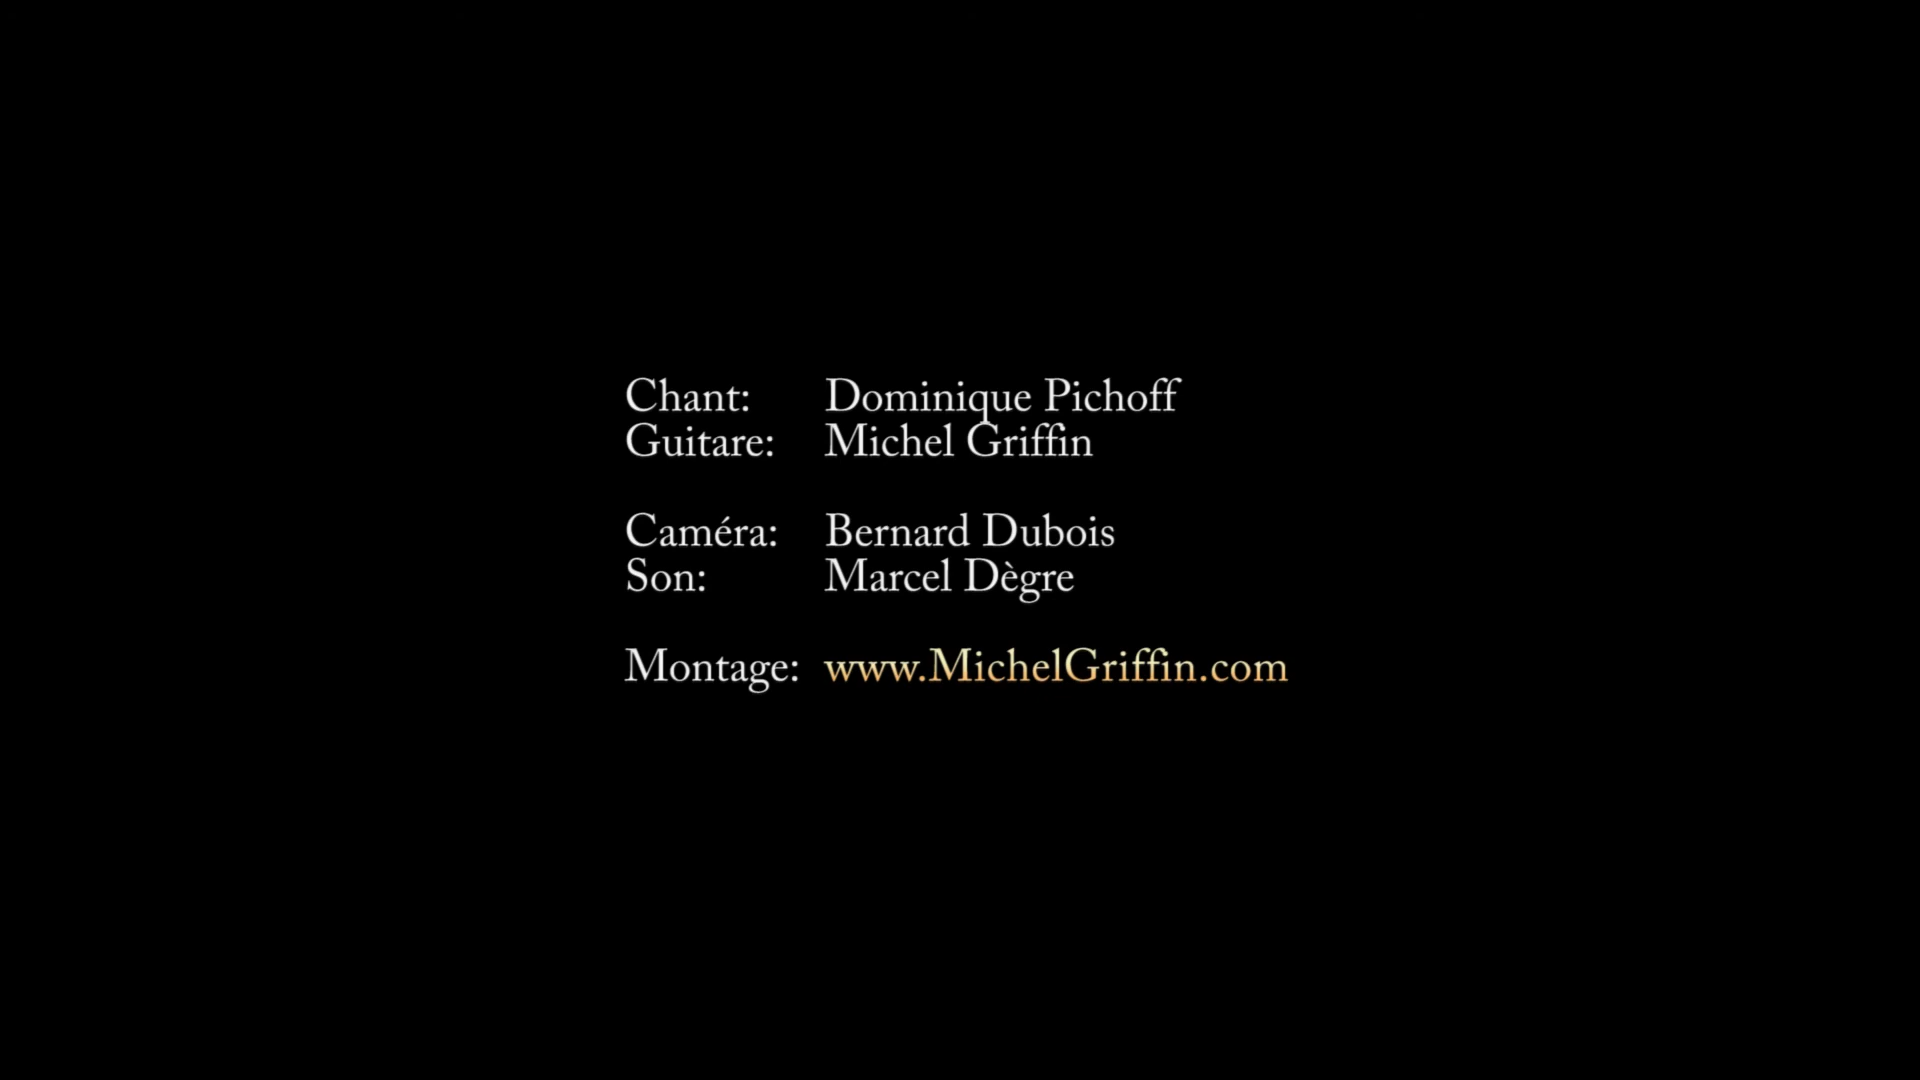 Chant: Dominique Pichoff
Guitare: Michel Griffin
Caméra: Bernard Dubois
Son: Marcel Dègre
Montage: www.MichelGriffin.com